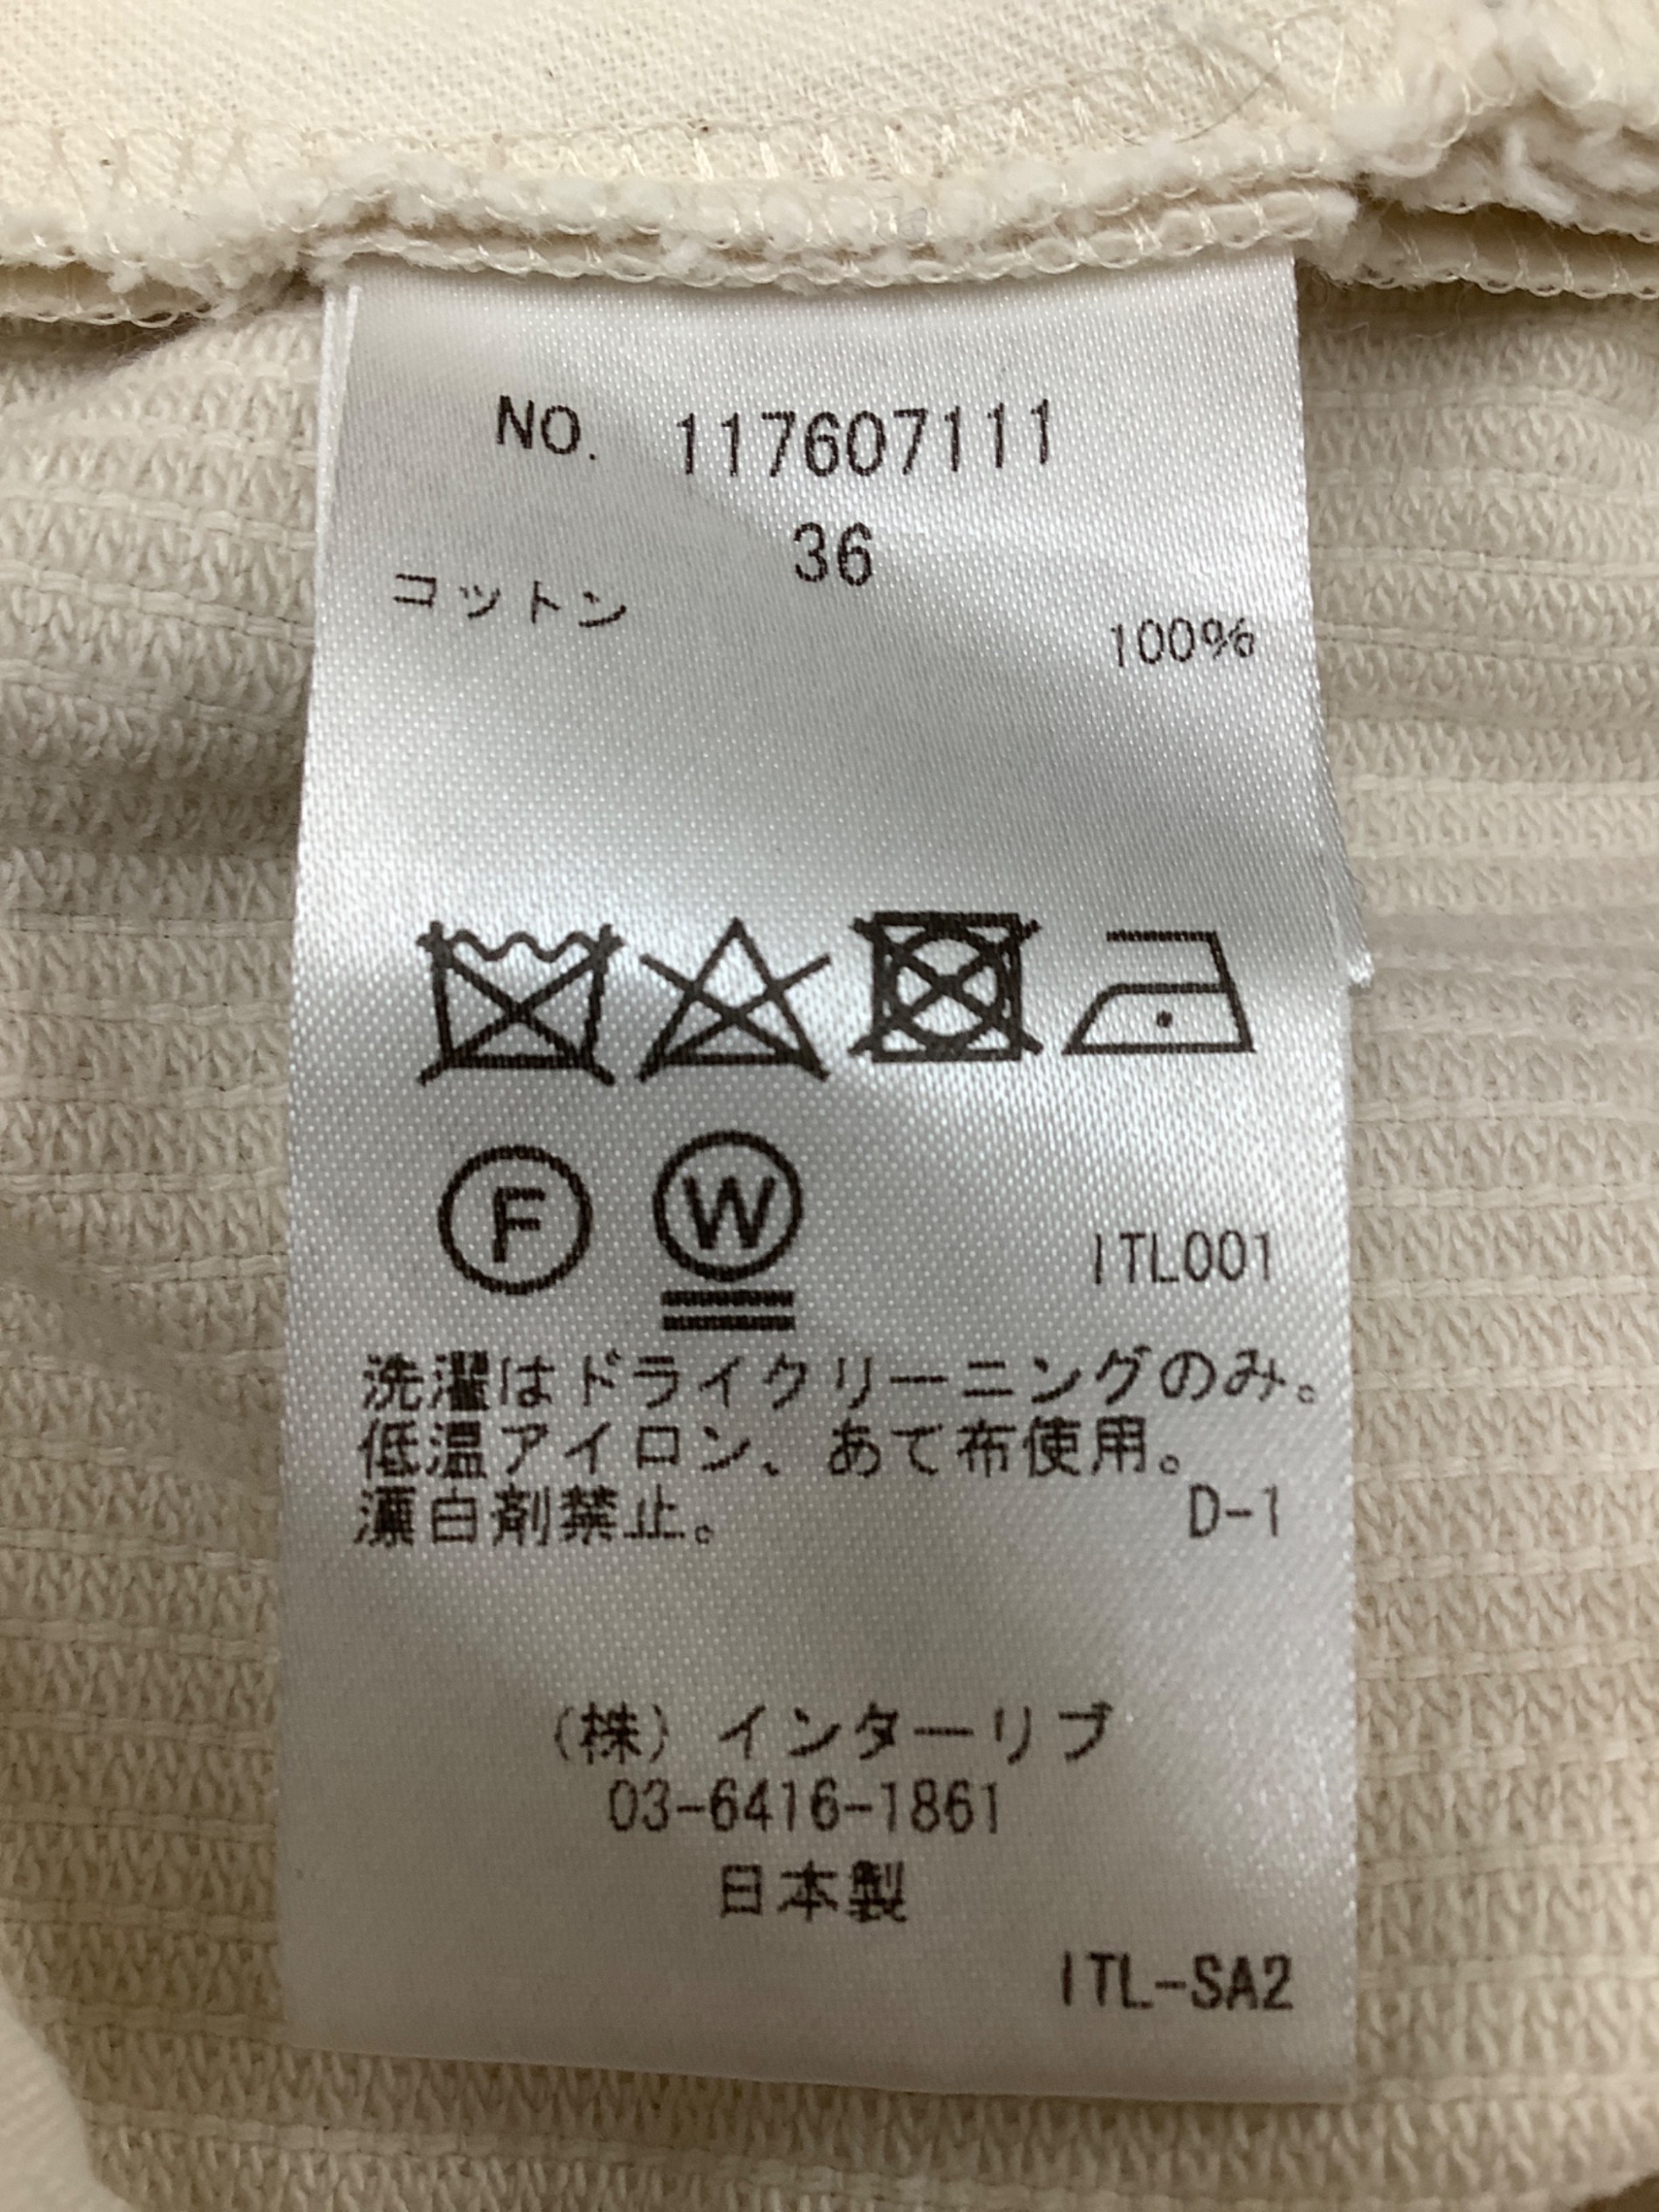 NO. 117607111
36
コットン 100%
F W ITL001
洗濯はドライクリーニングのみ。
低温アイロン、あて布使用。
漂白剤禁止。 D-1
(株) インターリブ
03-6416-1861
日本製
ITL-SA2